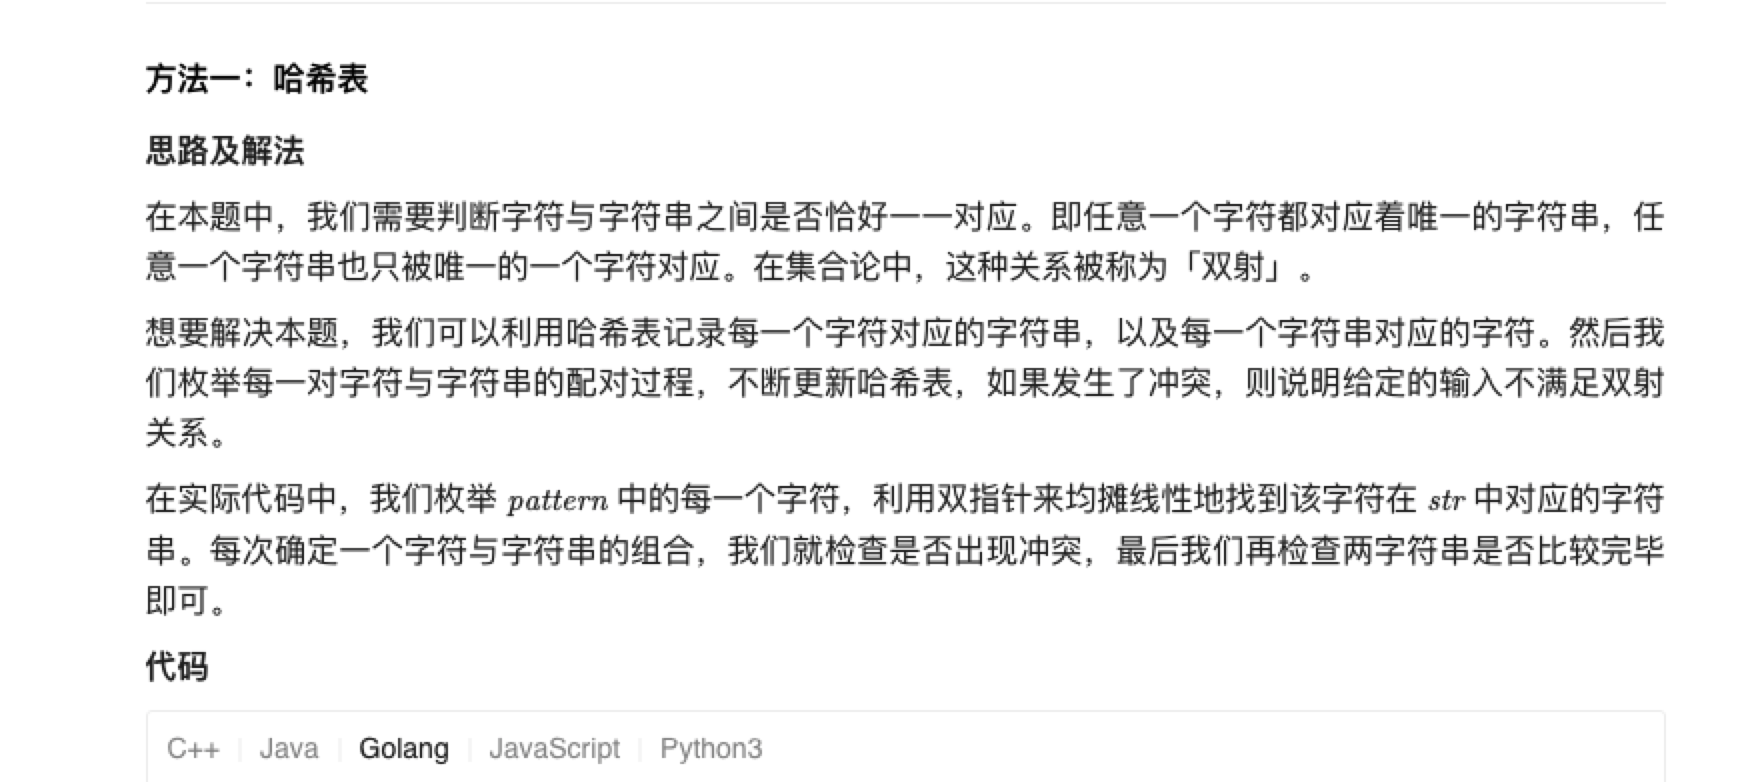 方法一：哈希表
思路及解法
在本题中，我们需要判断字符与字符串之间是否恰好一一对应。即任意一个字符都对应着唯一的字符串，任
意一个字符串也只被唯一的一个字符对应。在集合论中，这种关系被称为「双射」。
想要解决本题，我们可以利用哈希表记录每一个字符对应的字符串，以及每一个字符串对应的字符。然后我
们枚举每一对字符与字符串的配对过程，不断更新哈希表，如果发生了冲突，则说明给定的输入不满足双射
关系。
在实际代码中，我们枚举 pattern 中的每一个字符，利用双指针来均摊线性地找到该字符在 str 中对应的字符
串。每次确定一个字符与字符串的组合，我们就检查是否出现冲突，最后我们再检查两字符串是否比较完毕
即可。
代码
C++ | Java | Golang | JavaScript | Python3